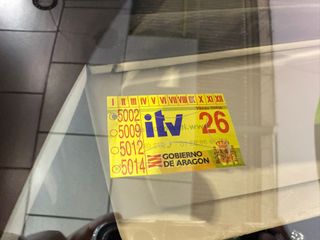 I II III IV V VI VII VIII IX X XI XII
5002
5009
5012
5014
itv
26
GOBIERNO
DE ARAGON